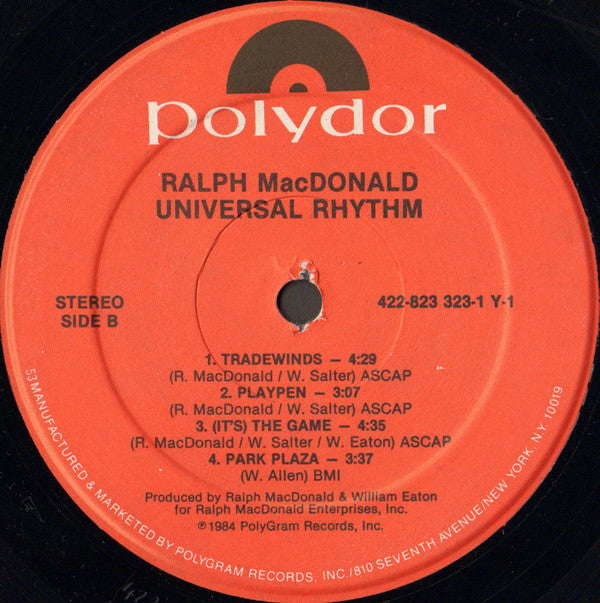 polydor
RALPH MacDONALD
UNIVERSAL RHYTHM
STEREO
SIDE B
422-823 323-1 Y-1
1. TRADEWINDS — 4:29
(R. MacDonald / W. Salter) ASCAP
2. PLAYPEN — 3:07
(R. MacDonald / W. Salter) ASCAP
3. (IT'S) THE GAME — 4:35
(R. MacDonald / W. Salter / W. Eaton) ASCAP
4. PARK PLAZA — 3:37
(W. Allen) BMI
Produced by Ralph MacDonald & William Eaton
for Ralph MacDonald Enterprises, Inc.
℗1984 PolyGram Records, Inc.
53 MANUFACTURED & MARKETED BY POLYGRAM RECORDS, INC./810 SEVENTH AVENUE/NEW YORK, N.Y. 10019